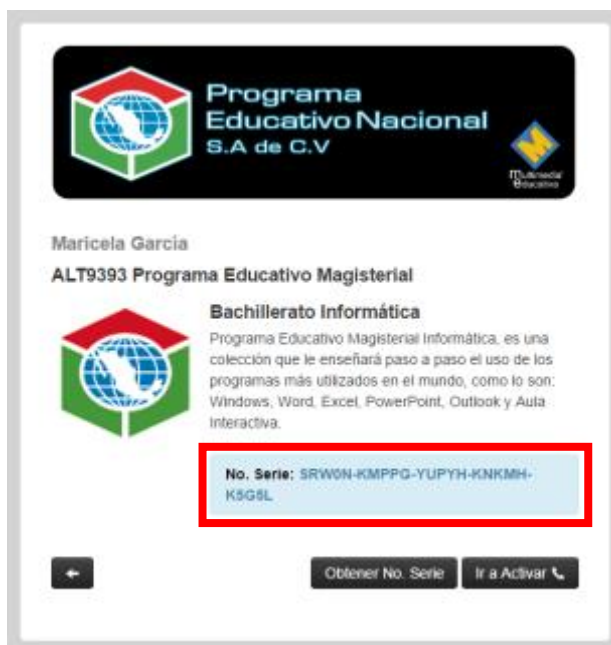 Programa
Educativo Nacional
S.A de C.V
Multimedia
Educativo
Maricela Garcia
ALT9393 Programa Educativo Magisterial
Bachillerato Informática
Programa Educativo Magisterial Informática, es una
colección que le enseñará paso a paso el uso de los
programas más utilizados en el mundo, como lo son:
Windows, Word, Excel, PowerPoint, Outlook y Aula
Interactiva.
No. Serie: SRW0N-KMPPG-YUPYH-KNKMH-
K5G5L
Obtener No. Serie
Ir a Activar